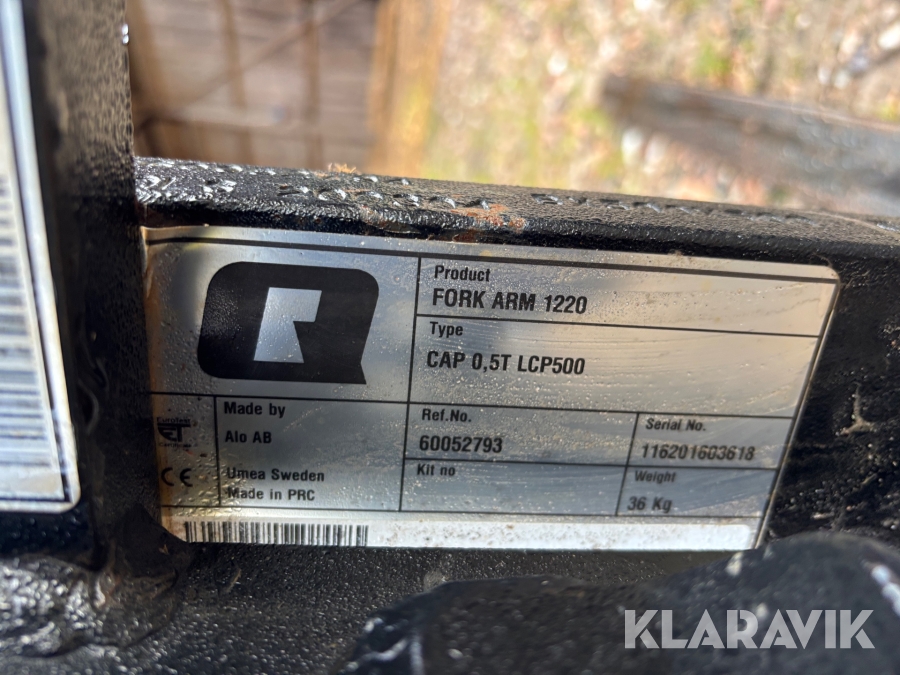 Product
FORK ARM 1220
Type
CAP 0,5T LCP500
Made by
Alo AB
Umea Sweden
Made in PRC
Ref.No.
60052793
Serial No.
116201603618
Kit no
Weight
36 Kg
CE
KLARAVIK